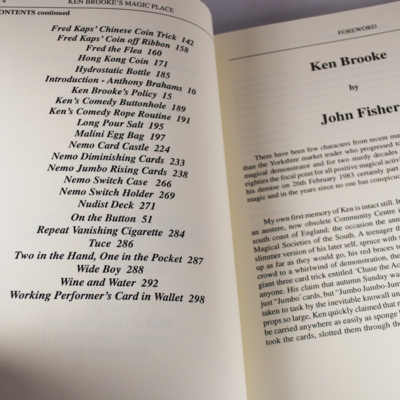 4 KEN BROOKE'S MAGIC PLACE
CONTENTS continued
Fred Kaps' Chinese Coin Trick 142
Fred Kaps' Coin off Ribbon 158
Fred the Flea 160
Hong Kong Coin 171
Hydrostatic Bottle 185
Introduction - Anthony Brahams 10
Ken Brooke's Policy 15
Ken's Comedy Buttonhole 189
Ken's Comedy Rope Routine 191
Long Pour Salt 195
Malini Egg Bag 197
Nemo Card Castle 224
Nemo Diminishing Cards 233
Nemo Jumbo Rising Cards 238
Nemo Switch Case 266
Nemo Switch Holder 269
Nudist Deck 271
On the Button 51
Repeat Vanishing Cigarette 284
Tuce 286
Two in the Hand, One in the Pocket 287
Wide Boy 288
Wine and Water 292
Working Performer's Card in Wallet 298
FOREWORD
Ken Brooke
by
John Fisher
There have been few characters from recent
than the Yorkshire market trader who progressed to
magical demonstrator and for two sturdy decades
eighties the focal point for all positive magical
his demise on 26th February 1983 certainly part
magic and in the years since no one has
My own first memory of Ken is intact still. It
an austere, now obsolete Community Centre
south coast of England; the occasion the
Magical Societies of the South. A teenager
slimmer version of his later self, spruce with
up as far as they would go, his red braces
crowd to a whirlwind of demonstration, the
giant three card trick entitled 'Chase the
anyone. His claim that autumn Sunday
just "Jumbo' cards, but "Jumbo Jumbo-
taken to task by the inevitable knowall
props so large, Ken quickly claimed that
be carried anywhere as easily as sponge
took the cards, slotted them through the